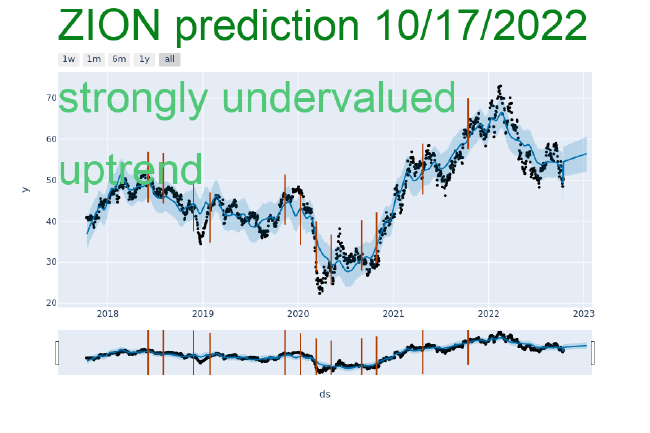 ZION prediction 10/17/2022
1w 1m 6m 1y all
strongly undervalued
uptrend
70
60
50
40
30
20
y
2018 2019 2020 2021 2022 2023
ds